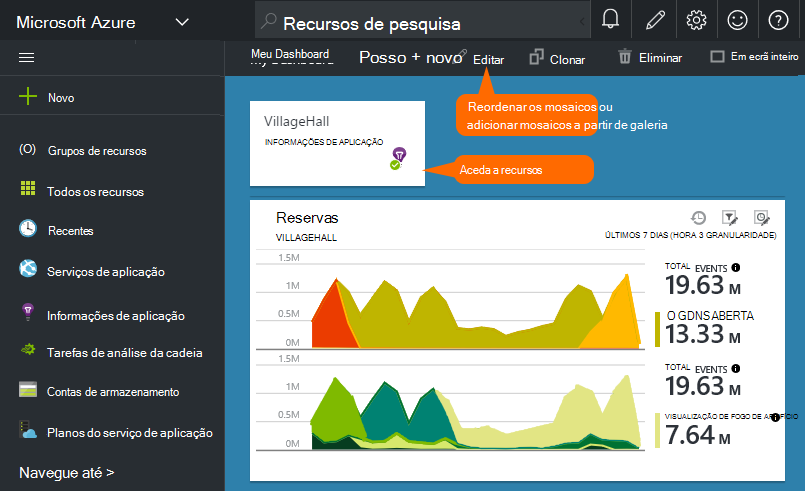 Microsoft Azure
Recursos de pesquisa
Meu Dashboard
Posso + novo
Editar
Clonar
Eliminar
Em ecrã inteiro
Novo
Grupos de recursos
Todos os recursos
Recentes
Serviços de aplicação
Informações de aplicação
Tarefas de análise da cadeia
Contas de armazenamento
Planos do serviço de aplicação
Navegue até >
Reordenar os mosaicos ou
adicionar mosaicos a partir de galeria
VillageHall
INFORMAÇÕES DE APLICAÇÃO
Aceda a recursos
Reservas
VILLAGEHALL
ÚLTIMOS 7 DIAS (HORA 3 GRANULARIDADE)
1.5M
1M
0.5M
0M
TOTAL EVENTS
19.63 M
O GDNSABERTA
13.33 M
1.5M
1M
0.5M
0M
TOTAL EVENTS
19.63 M
VISUALIZAÇÃO DE FOGO DE ARTIFÍCIO
7.64 M